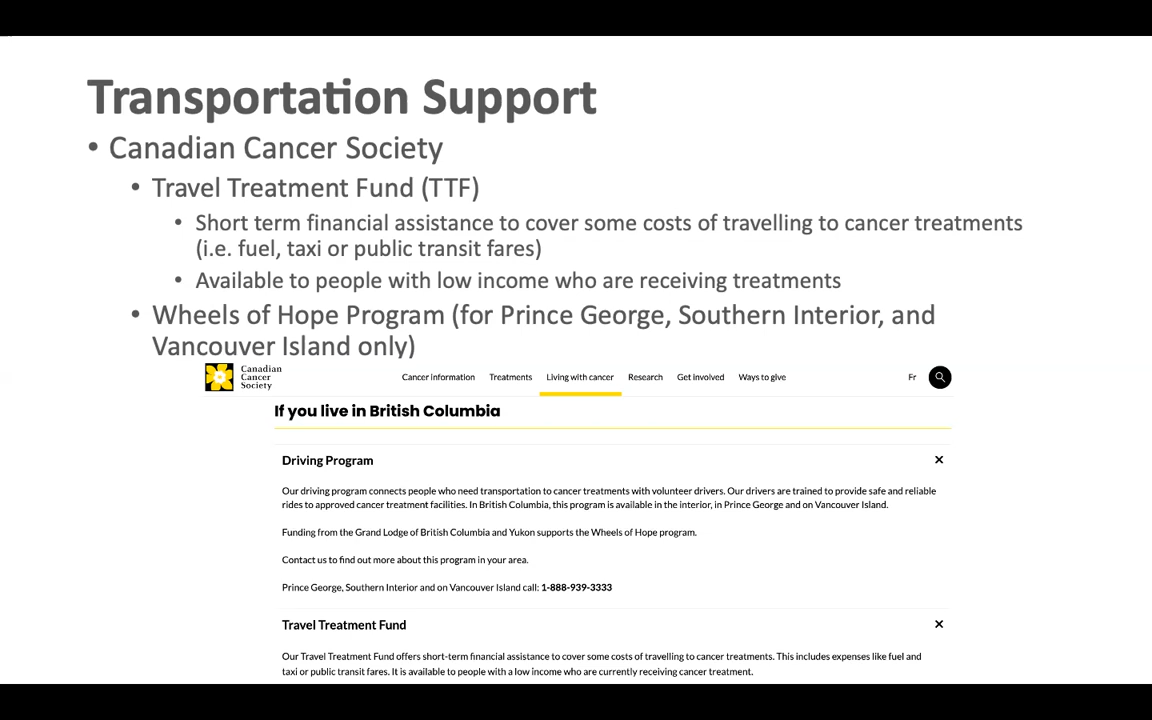 Transportation Support
• Canadian Cancer Society
• Travel Treatment Fund (TTF)
• Short term financial assistance to cover some costs of travelling to cancer treatments
(i.e. fuel, taxi or public transit fares)
• Available to people with low income who are receiving treatments
• Wheels of Hope Program (for Prince George, Southern Interior, and
Vancouver Island only)
Canadian
Cancer
Society
Cancer information Treatments Living with cancer Research Get involved Ways to give Fr
If you live in British Columbia
Driving Program ×
Our driving program connects people who need transportation to cancer treatments with volunteer drivers. Our drivers are trained to provide safe and reliable
rides to approved cancer treatment facilities. In British Columbia, this program is available in the interior, in Prince George and on Vancouver Island.
Funding from the Grand Lodge of British Columbia and Yukon supports the Wheels of Hope program.
Contact us to find out more about this program in your area.
Prince George, Southern Interior and on Vancouver Island call: 1-888-939-3333
Travel Treatment Fund ×
Our Travel Treatment Fund offers short-term financial assistance to cover some costs of travelling to cancer treatments. This includes expenses like fuel and
taxi or public transit fares. It is available to people with a low income who are currently receiving cancer treatment.